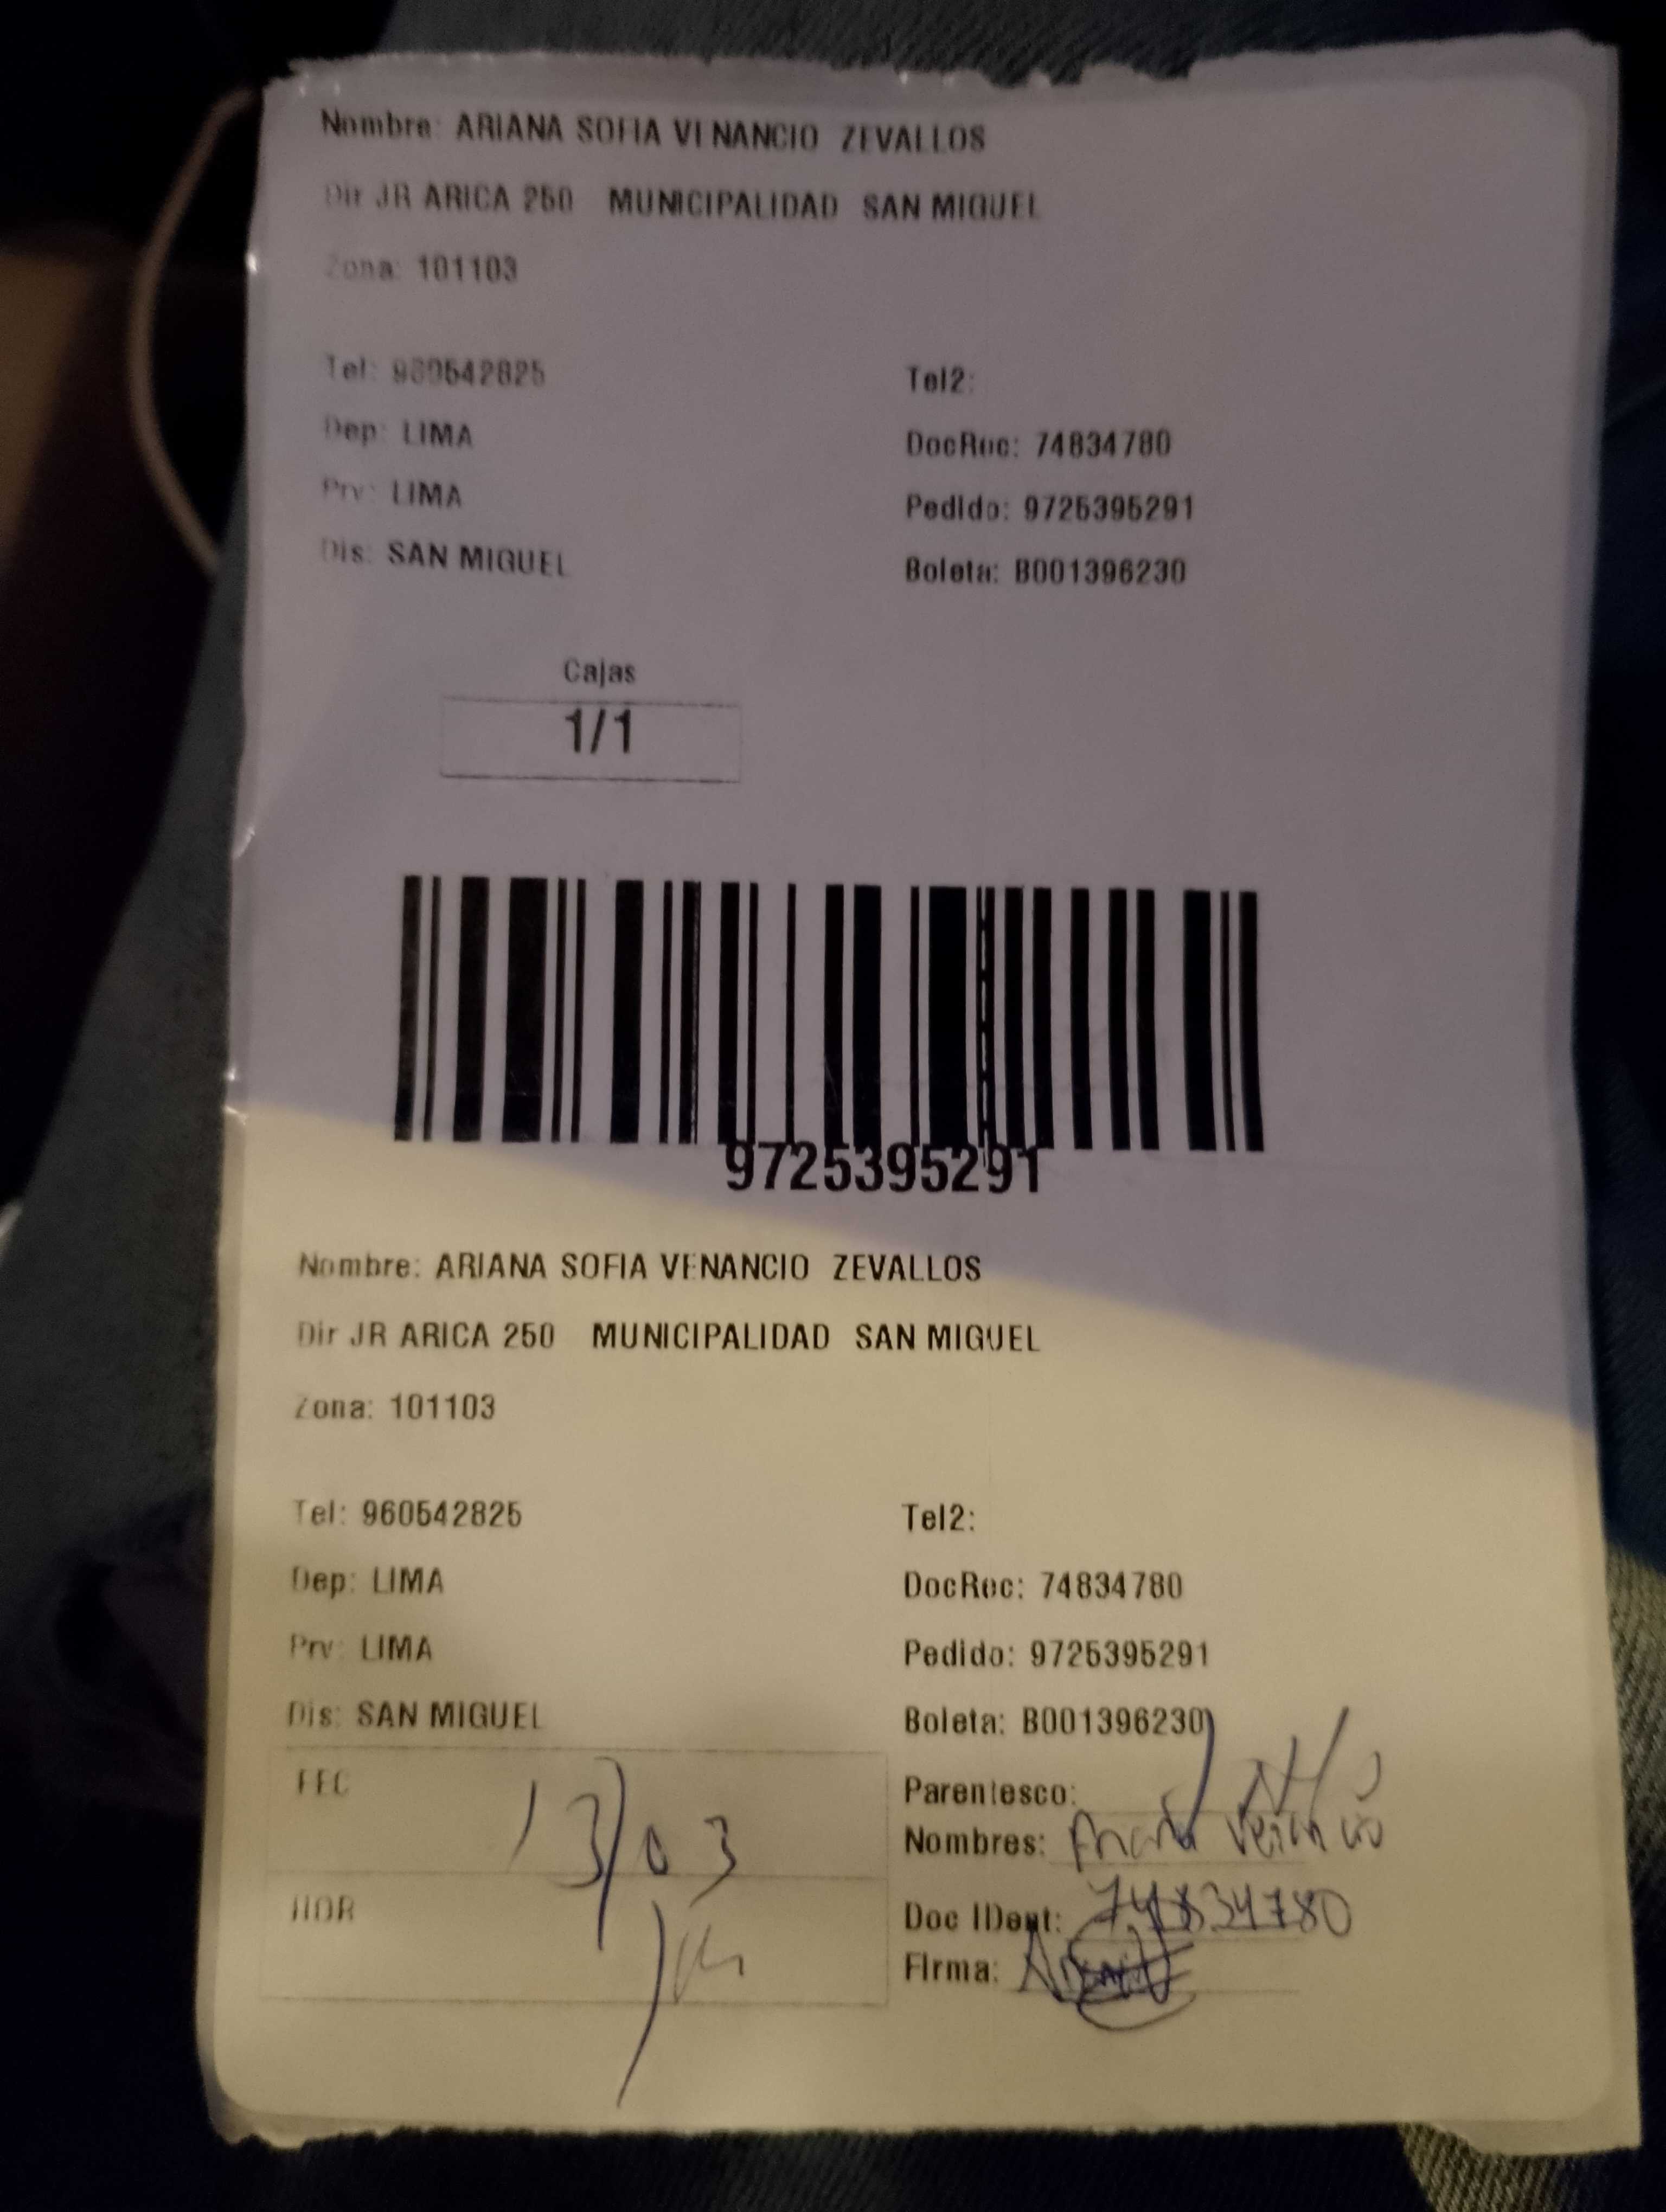 Nombre: ARIANA SOFIA VENANCIO ZEVALLOS
Dir JR ARICA 250 MUNICIPALIDAD SAN MIGUEL
Zona: 101103
Tel: 960542825 Tel2:
Dep: LIMA DocRec: 74834780
Prv: LIMA Pedido: 9725395291
Dis: SAN MIGUEL Boleta: B001396230
Cajas
1/1
9725395291
Nombre: ARIANA SOFIA VENANCIO ZEVALLOS
Dir JR ARICA 250 MUNICIPALIDAD SAN MIGUEL
Zona: 101103
Tel: 960542825 Tel2:
Dep: LIMA DocRec: 74834780
Prv: LIMA Pedido: 9725395291
Dis: SAN MIGUEL Boleta: B001396230
FEC 13/03 Parentesco:
Nombres: Ariana Venancio
HOR Doc IDent: 74834780
Firma: